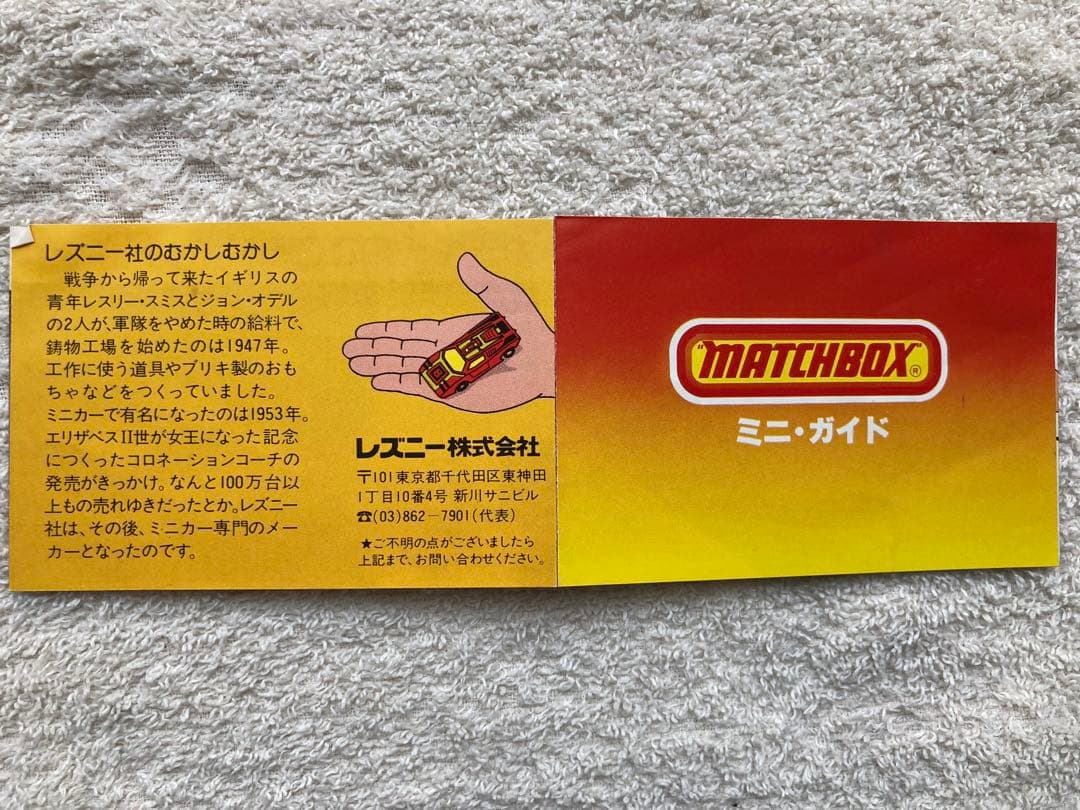 レズニー社のむかしむかし
戦争から帰って来たイギリスの
青年レスリー・スミスとジョン・オデル
の2人が、軍隊をやめた時の給料で、
鋳物工場を始めたのは1947年。
工作に使う道具やブリキ製のおも
ちゃなどをつくっていました。
ミニカーで有名になったのは1953年。
エリザベスII世が女王になった記念
につくったコロネーションコーチの
発売がきっかけ。なんと100万台以
上もの売れゆきだったとか。レズニー
社は、その後、ミニカー専門のメー
カーとなったのです。
レズニー株式会社
〒101東京都千代田区東神田
1丁目10番4号 新川サニビル
☎(03)862-7901(代表)
★ご不明の点がございましたら
上記まで、お問い合わせください。
"MATCHBOX"®
ミニ・ガイド